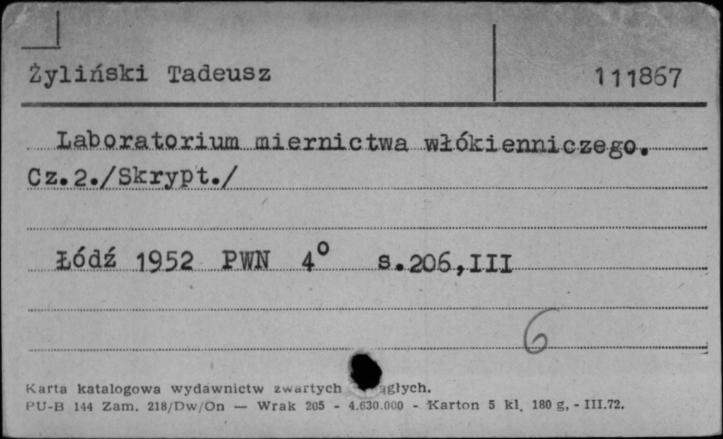 Żyliński Tadeusz 111867
Laboratorium miernictwa włókienniczego.
Cz.2./Skrypt./
Łódź 1952 PWN 4° s.206,III
6
Karta katalogowa wydawnictw zwartych
PU-B 144 Zam. 218/Dw/On — Wrak 205 - 4.630.000 - Karton 5 kl. 180 g, - III.72.